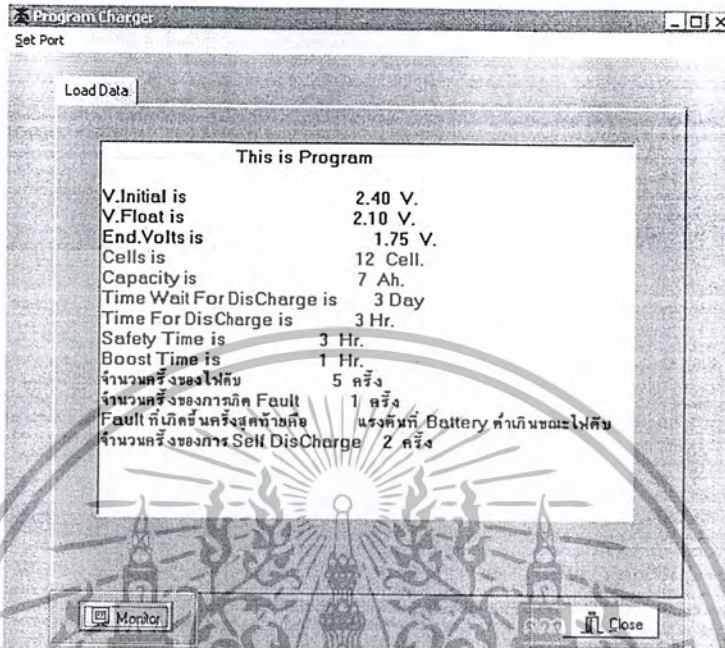 Program Charger
Set Port
Load Data
This is Program
V.Initial is 2.40 V.
V.Float is 2.10 V.
End.Volts is 1.75 V.
Cells is 12 Cell.
Capacity is 7 Ah.
Time Wait For DisCharge is 3 Day
Time For DisCharge is 3 Hr.
Safety Time is 3 Hr.
Boost Time is 1 Hr.
จำนวนครั้งของไฟดับ 5 ครั้ง
จำนวนครั้งของการเกิด Fault 1 ครั้ง
Fault ที่เกิดขึ้นครั้งสุดท้ายคือ แรงดันที่ Battery ต่ำเกินขณะไฟดับ
จำนวนครั้งของการ Self DisCharge 2 ครั้ง
Monitor
Close